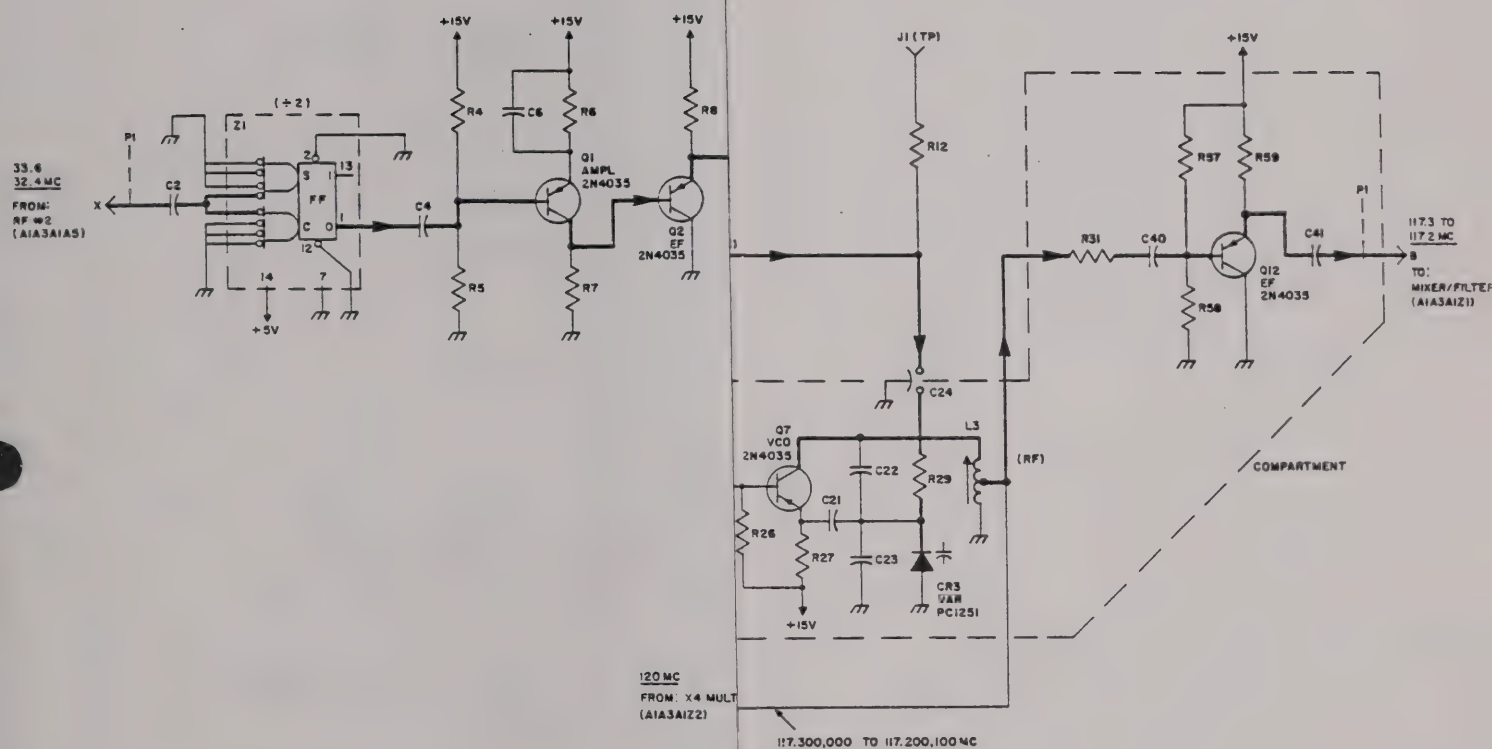 +15V
+15V
+15V
J1 (TP)
+15V
(÷2)
Z1
P1
33.6
32.4 MC
FROM:
RF #2
(A1A3A1A5)
X
C2
2
13
S 1
FF
C 0
1
12
14
7
+5V
C4
R4
R5
C6
R6
Q1
AMPL
2N4035
R7
Q2
EF
2N4035
R8
R12
C24
Q7
VCO
2N4035
R26
R27
+15V
C21
C22
C23
R29
CR3
VAR
PC1251
L3
(RF)
R31
C40
R57
R58
R59
Q12
EF
2N4035
C41
P1
117.3 TO
117.2 MC
B
TO:
MIXER/FILTER
(A1A3A1Z1)
COMPARTMENT
120 MC
FROM: X4 MULT
(A1A3A1Z2)
117.300,000 TO 117.200,100 MC